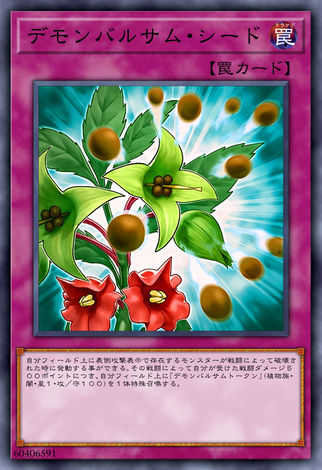 デモンバルサム・シード
トラップ
罠
【罠カード】
自分フィールド上に表側攻撃表示で存在するモンスターが戦闘によって破壊さ
れた時に発動する事ができる。その戦闘によって自分が受けた戦闘ダメージ5
00ポイントにつき、自分フィールド上に「デモンバルサムトークン」(植物族・
闇・星1・攻/守100)を1体特殊召喚する。
60406591